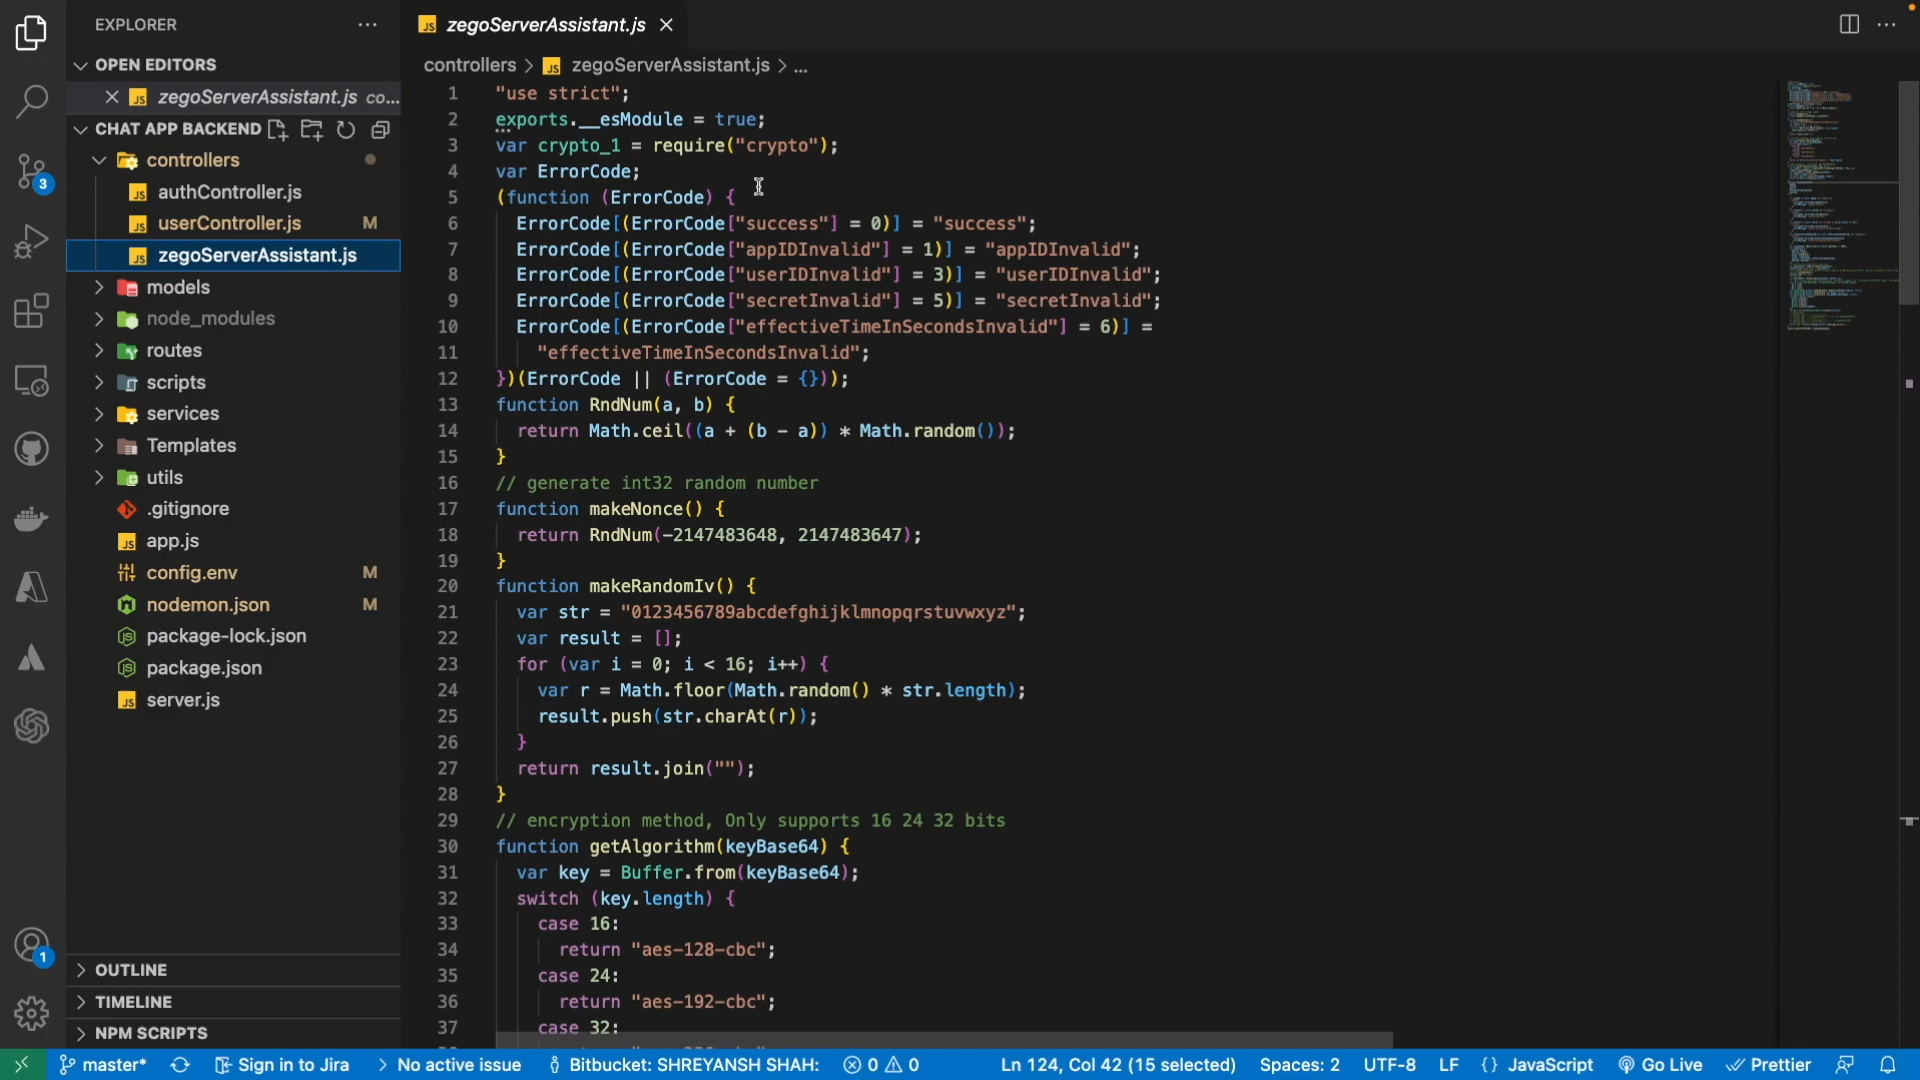 EXPLORER
OPEN EDITORS
zegoServerAssistant.js co...
CHAT APP BACKEND
controllers
authController.js
userController.js M
zegoServerAssistant.js
models
node_modules
routes
scripts
services
Templates
utils
.gitignore
app.js
config.env M
nodemon.json M
package-lock.json
package.json
server.js
OUTLINE
TIMELINE
NPM SCRIPTS
3
1
JS zegoServerAssistant.js
controllers > JS zegoServerAssistant.js > ...
1 "use strict";
2 exports.__esModule = true;
3 var crypto_1 = require("crypto");
4 var ErrorCode;
5 (function (ErrorCode) {
6 ErrorCode[(ErrorCode["success"] = 0)] = "success";
7 ErrorCode[(ErrorCode["appIDInvalid"] = 1)] = "appIDInvalid";
8 ErrorCode[(ErrorCode["userIDInvalid"] = 3)] = "userIDInvalid";
9 ErrorCode[(ErrorCode["secretInvalid"] = 5)] = "secretInvalid";
10 ErrorCode[(ErrorCode["effectiveTimeInSecondsInvalid"] = 6)] =
11 "effectiveTimeInSecondsInvalid";
12 })(ErrorCode || (ErrorCode = {}));
13 function RndNum(a, b) {
14 return Math.ceil((a + (b - a)) * Math.random());
15 }
16 // generate int32 random number
17 function makeNonce() {
18 return RndNum(-2147483648, 2147483647);
19 }
20 function makeRandomIv() {
21 var str = "0123456789abcdefghijklmnopqrstuvwxyz";
22 var result = [];
23 for (var i = 0; i < 16; i++) {
24 var r = Math.floor(Math.random() * str.length);
25 result.push(str.charAt(r));
26 }
27 return result.join("");
28 }
29 // encryption method, Only supports 16 24 32 bits
30 function getAlgorithm(keyBase64) {
31 var key = Buffer.from(keyBase64);
32 switch (key.length) {
33 case 16:
34 return "aes-128-cbc";
35 case 24:
36 return "aes-192-cbc";
37 case 32:
master* Sign in to Jira > No active issue Bitbucket: SHREYANSH SHAH: 0 0 Ln 124, Col 42 (15 selected) Spaces: 2 UTF-8 LF {} JavaScript Go Live Prettier